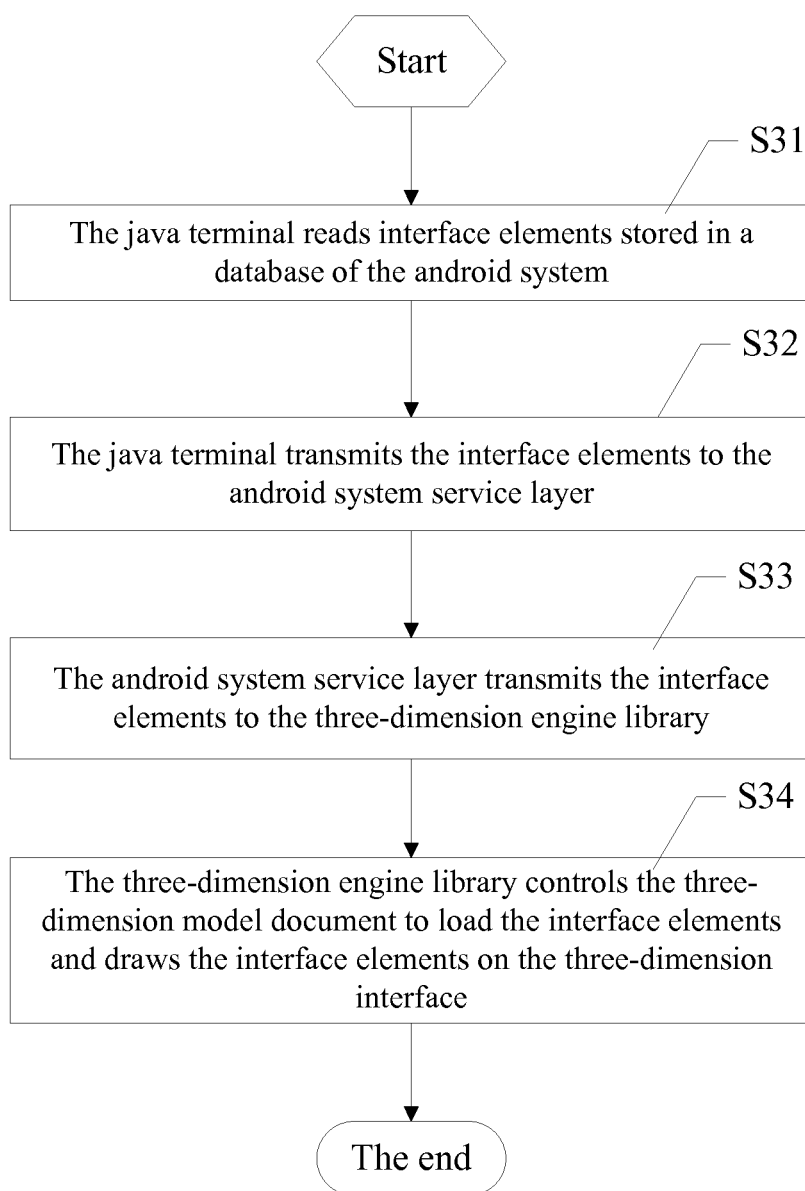 Start
S31
The java terminal reads interface elements stored in a
database of the android system
S32
The java terminal transmits the interface elements to the
android system service layer
S33
The android system service layer transmits the interface
elements to the three-dimension engine library
S34
The three-dimension engine library controls the three-
dimension model document to load the interface elements
and draws the interface elements on the three-dimension
interface
The end